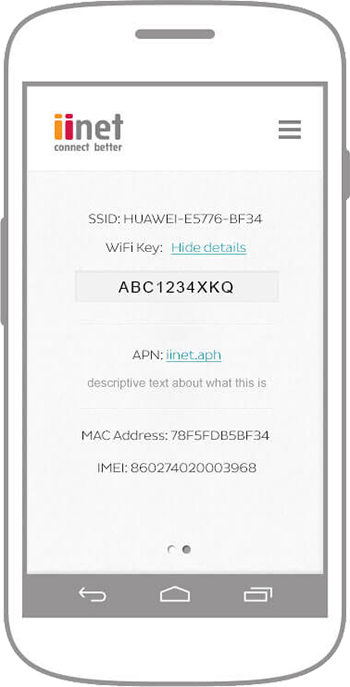 iinet
connect better
SSID: HUAWEI-E5776-BF34
WiFi Key: Hide details
ABC1234XKQ
APN: iinet.aph
descriptive text about what this is
MAC Address: 78F5FDB5BF34
IMEI: 860274020003968